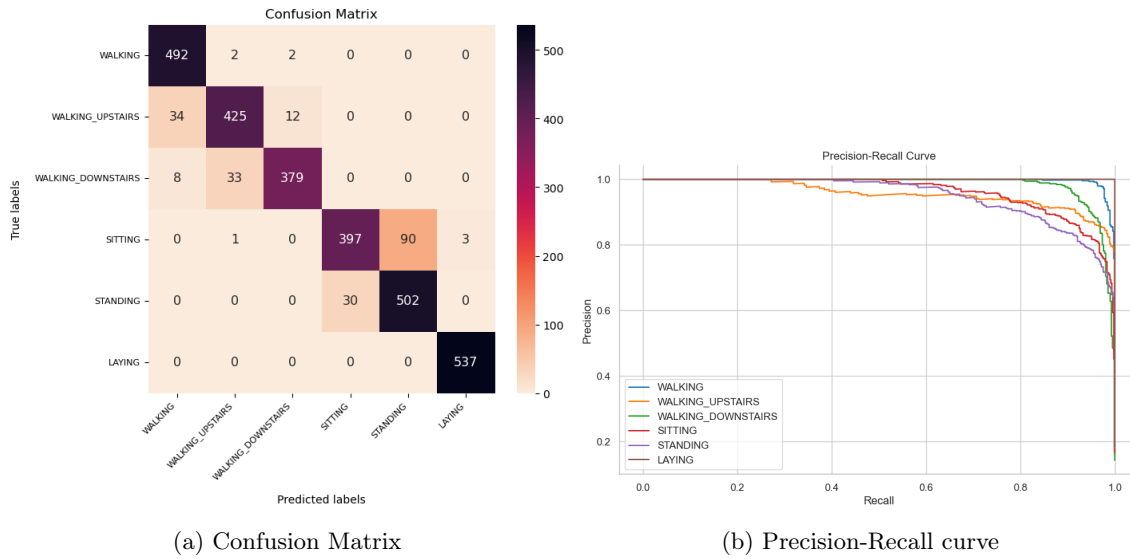 Confusion Matrix
WALKING 492 2 2 0 0 0
WALKING_UPSTAIRS 34 425 12 0 0 0
WALKING_DOWNSTAIRS 8 33 379 0 0 0
SITTING 0 1 0 397 90 3
STANDING 0 0 0 30 502 0
LAYING 0 0 0 0 0 537
True labels
WALKING
WALKING_UPSTAIRS
WALKING_DOWNSTAIRS
SITTING
STANDING
LAYING
Predicted labels
500
400
300
200
100
0
(a) Confusion Matrix
Precision-Recall Curve
Precision
1.0
0.8
0.6
0.4
0.2
WALKING
WALKING_UPSTAIRS
WALKING_DOWNSTAIRS
SITTING
STANDING
LAYING
0.0 0.2 0.4 0.6 0.8 1.0
Recall
(b) Precision-Recall curve